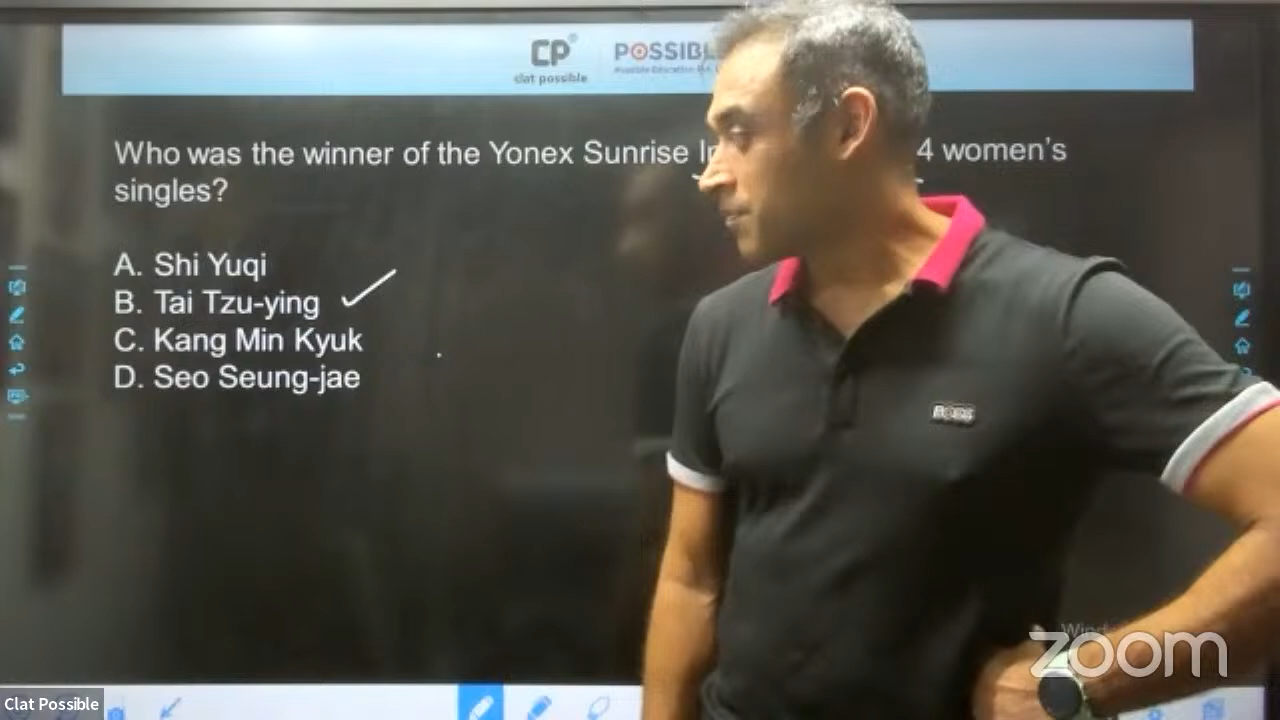 CP
clat possible
POSSIBL
Who was the winner of the Yonex Sunrise 4 women's
singles?
A. Shi Yuqi
B. Tai Tzu-ying
C. Kang Min Kyuk
D. Seo Seung-jae
BOSS
zoom
Clat Possible